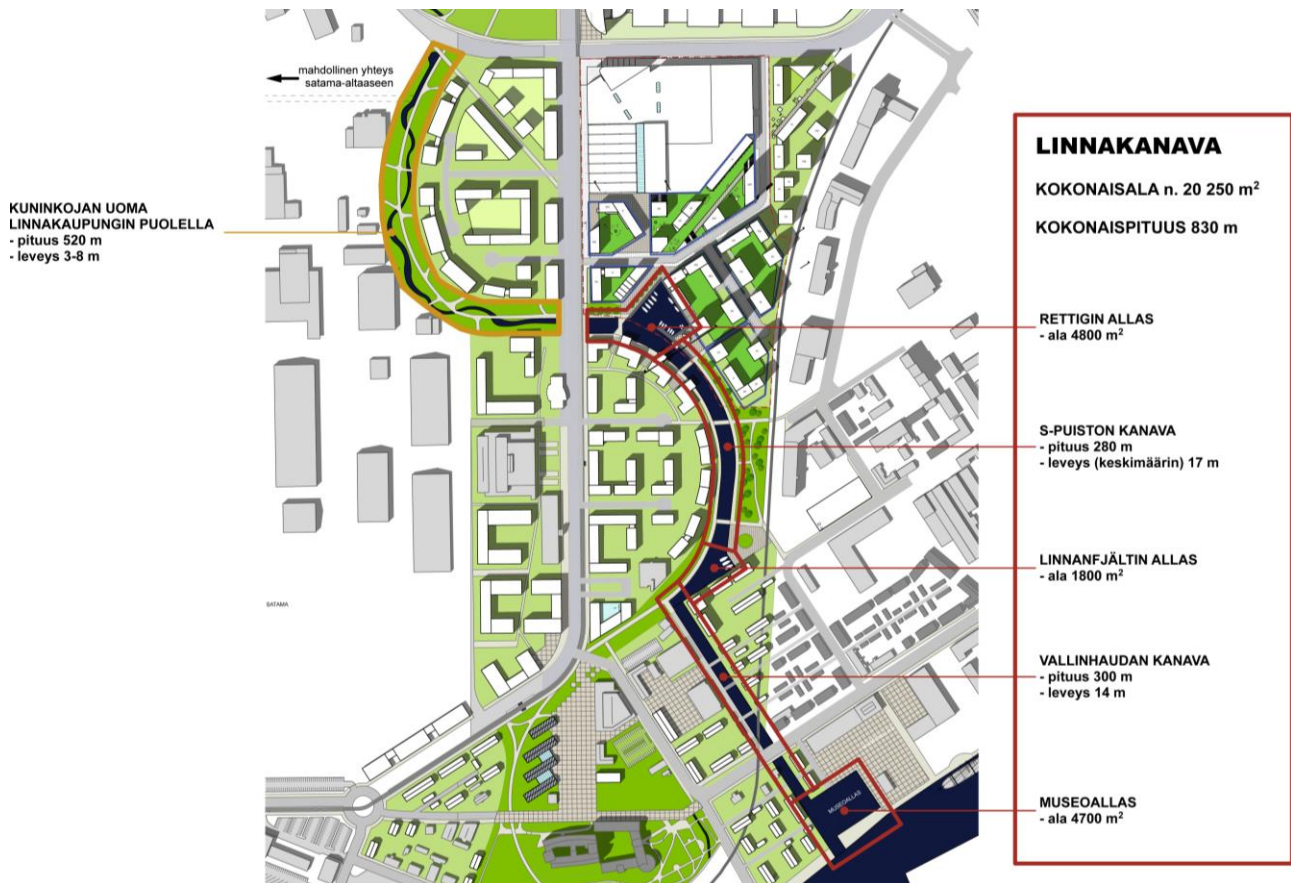 mahdollinen yhteys
satama-altaaseen
KUNINKOJAN UOMA
LINNAKAUPUNGIN PUOLELLA
- pituus 520 m
- leveys 3-8 m
SATAMA
MUSEOALLAS
LINNAKANAVA
KOKONAISALA n. 20 250 m²
KOKONAISPITUUS 830 m
RETTIGIN ALLAS
- ala 4800 m²
S-PUISTON KANAVA
- pituus 280 m
- leveys (keskimäärin) 17 m
LINNANFJÄLTIN ALLAS
- ala 1800 m²
VALLINHAUDAN KANAVA
- pituus 300 m
- leveys 14 m
MUSEOALLAS
- ala 4700 m²